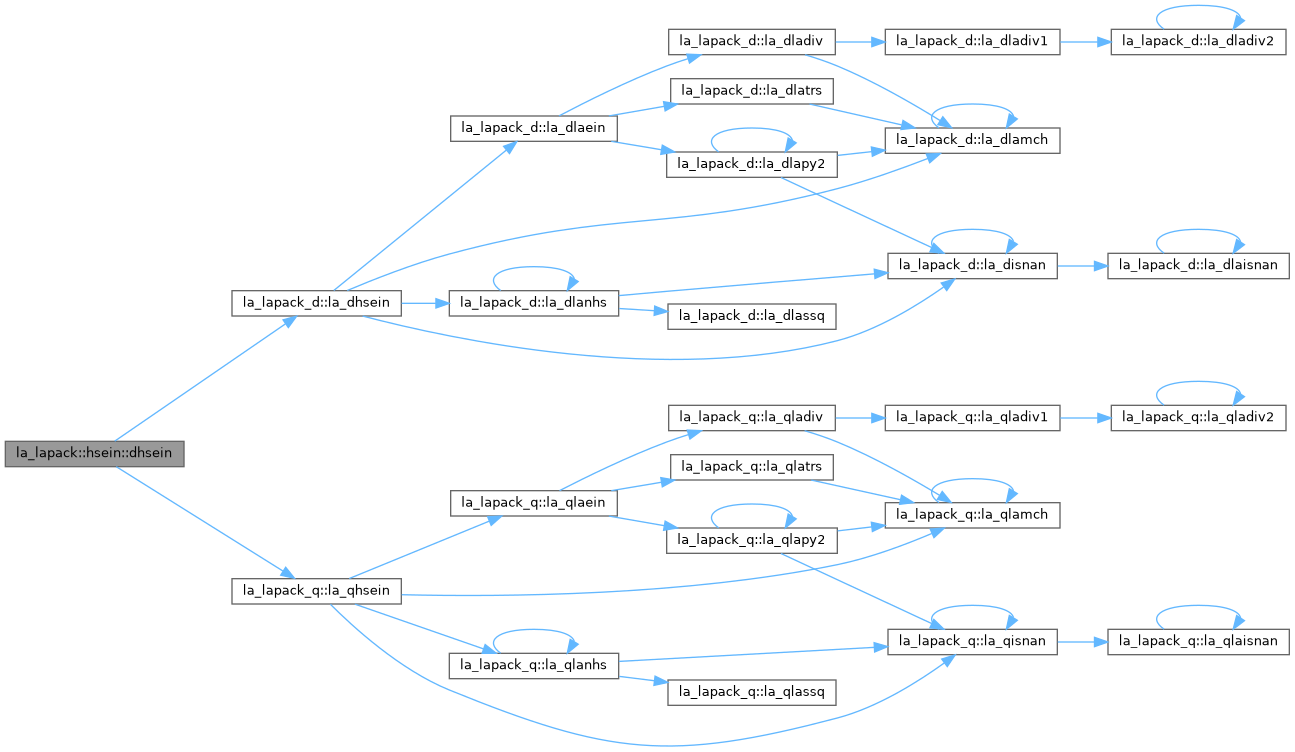 la_lapack_d::la_dladiv
la_lapack_d::la_dladiv1
la_lapack_d::la_dladiv2
la_lapack_d::la_dlatrs
la_lapack_d::la_dlaein
la_lapack_d::la_dlamch
la_lapack_d::la_dlapy2
la_lapack_d::la_disnan
la_lapack_d::la_dlaisnan
la_lapack_d::la_dhsein
la_lapack_d::la_dlanhs
la_lapack_d::la_dlassq
la_lapack_q::la_qladiv
la_lapack_q::la_qladiv1
la_lapack_q::la_qladiv2
la_lapack::hsein::dhsein
la_lapack_q::la_qlatrs
la_lapack_q::la_qlaein
la_lapack_q::la_qlamch
la_lapack_q::la_qlapy2
la_lapack_q::la_qhsein
la_lapack_q::la_qisnan
la_lapack_q::la_qlaisnan
la_lapack_q::la_qlanhs
la_lapack_q::la_qlassq